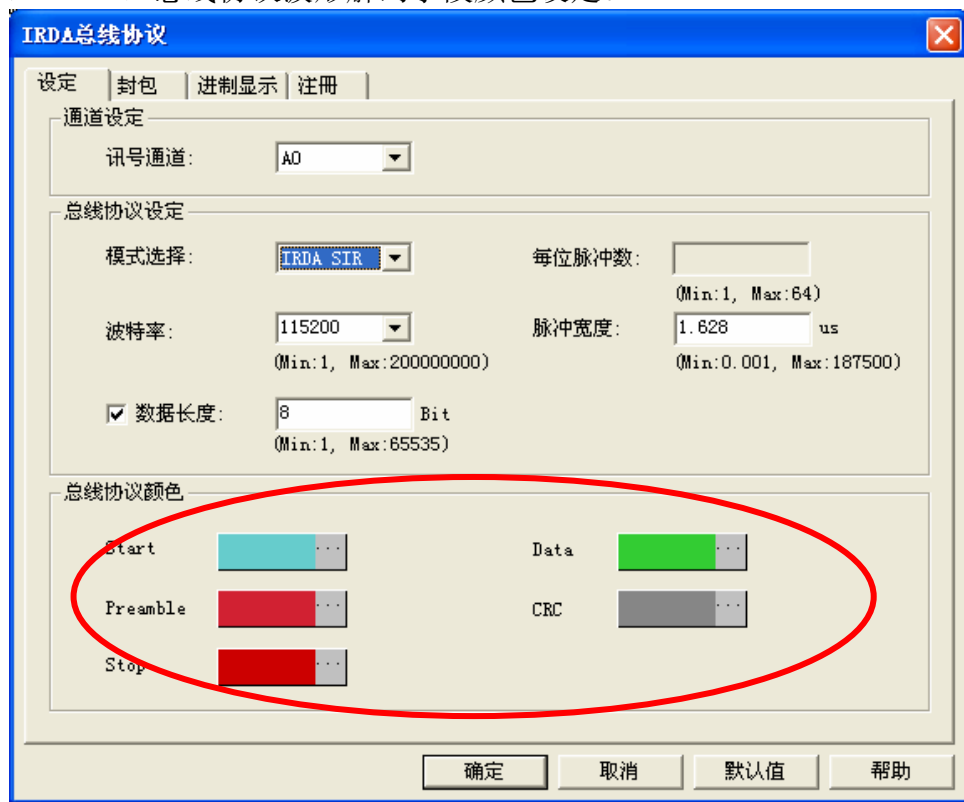 IRDA总线协议
设定 封包 进制显示 注册
通道设定
讯号通道: A0
总线协议设定
模式选择: IRDA SIR 每位脉冲数:
(Min:1, Max:64)
波特率: 115200 脉冲宽度: 1.628 us
(Min:1, Max:200000000) (Min:0.001, Max:187500)
数据长度: 8 Bit
(Min:1, Max:65535)
总线协议颜色
Start ... Data ...
Preamble ... CRC ...
Stop ...
确定 取消 默认值 帮助